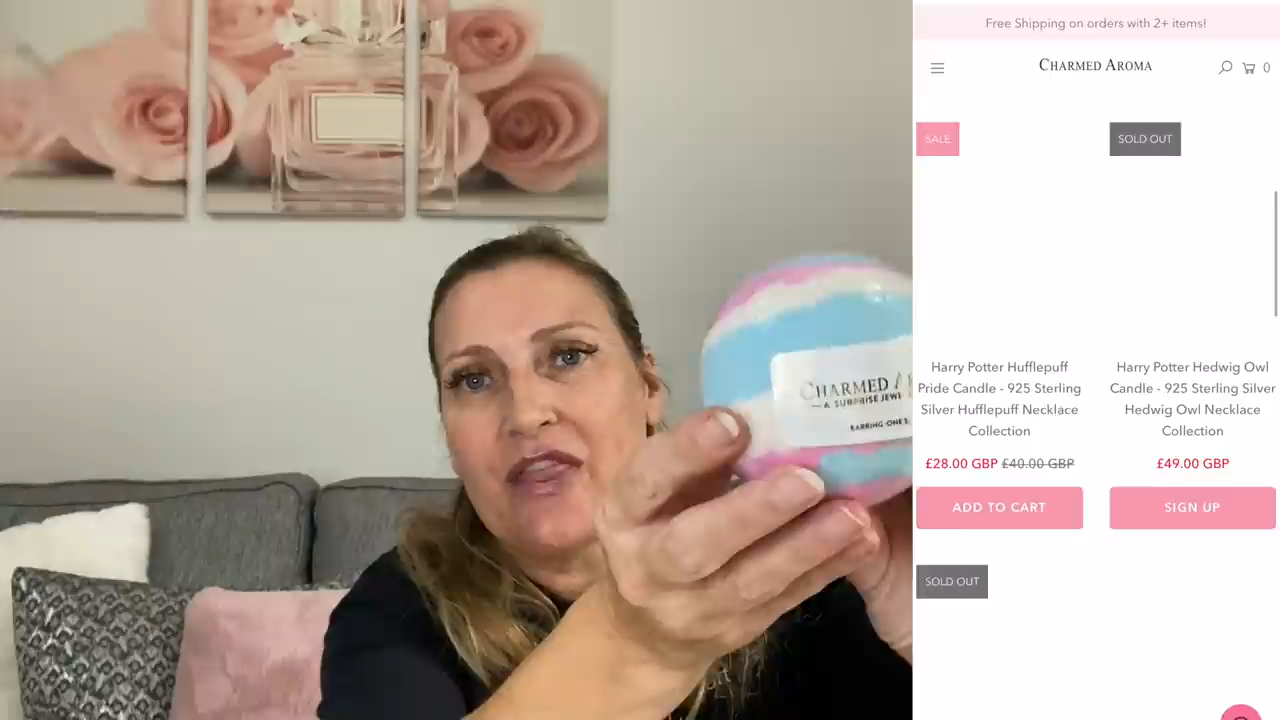 CHARMED
A SURPRISE
EARRING
Free Shipping on orders with 2+ items!
CHARMED AROMA
0
SALE
SOLD OUT
Harry Potter Hufflepuff
Pride Candle - 925 Sterling
Silver Hufflepuff Necklace
Collection
£28.00 GBP £40.00 GBP
ADD TO CART
Harry Potter Hedwig Owl
Candle - 925 Sterling Silver
Hedwig Owl Necklace
Collection
£49.00 GBP
SIGN UP
SOLD OUT